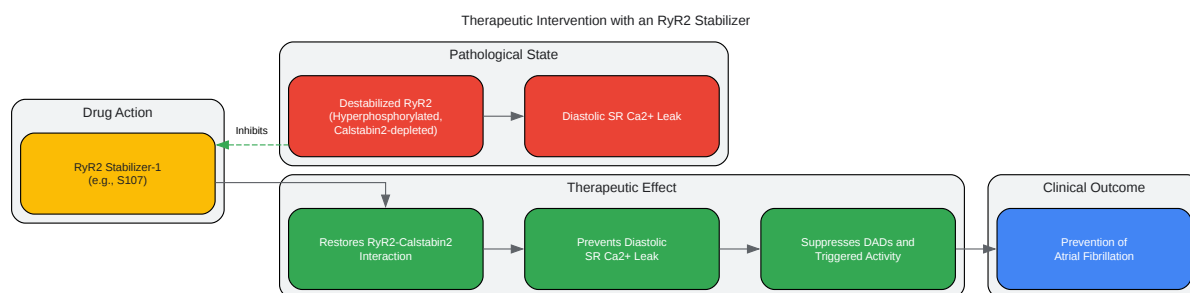 Therapeutic Intervention with an RyR2 Stabilizer
Pathological State
Destabilized RyR2
(Hyperphosphorylated,
Calstabin2-depleted)
Diastolic SR Ca2+ Leak
Drug Action
Inhibits
RyR2 Stabilizer-1
(e.g., S107)
Therapeutic Effect
Restores RyR2-Calstabin2
Interaction
Prevents Diastolic
SR Ca2+ Leak
Suppresses DADs and
Triggered Activity
Clinical Outcome
Prevention of
Atrial Fibrillation